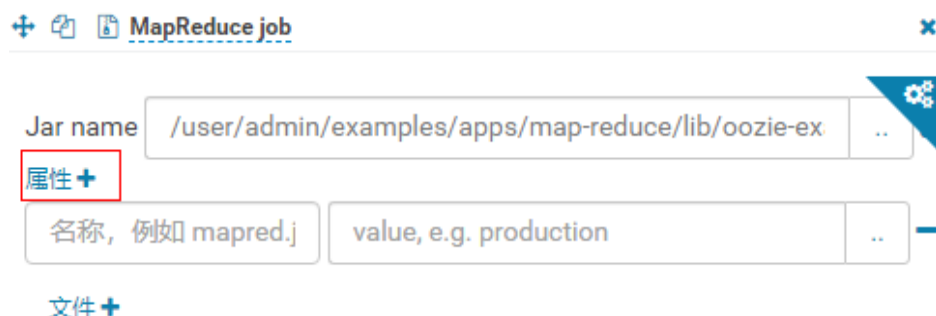 MapReduce job
Jar name /user/admin/examples/apps/map-reduce/lib/oozie-ex ..
属性+
名称，例如 mapred.j value, e.g. production ..
文件+